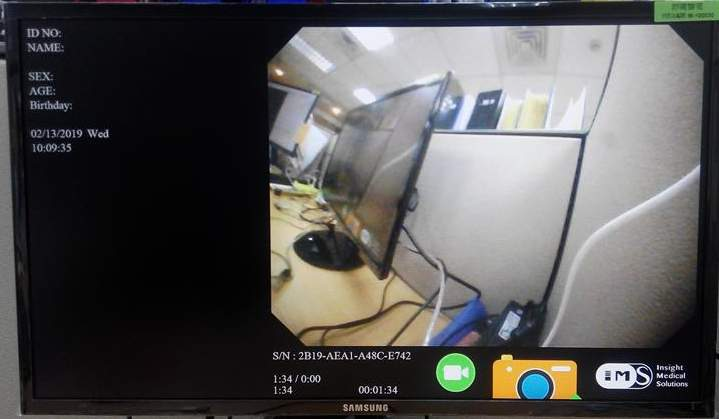 ID NO:
NAME:
SEX:
AGE:
Birthday:
02/13/2019 Wed
10:09:35
S/N : 2B19-AEA1-A48C-E742
1:34 / 0:00
1:34
00:01:34
iMS
Insight
Medical
Solutions
SAMSUNG